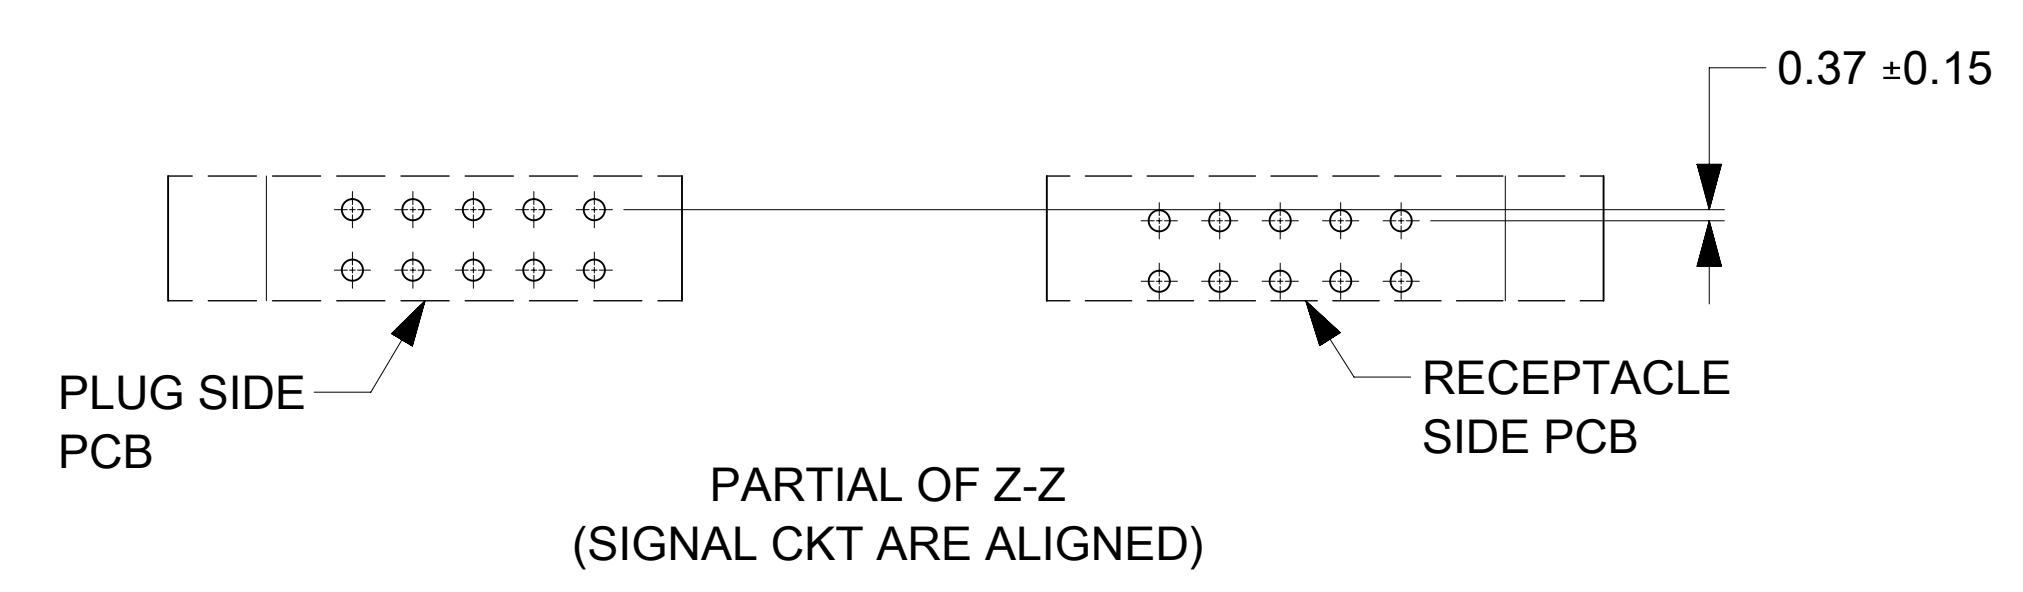 0.37 ±0.15
PLUG SIDE
PCB
RECEPTACLE
SIDE PCB
PARTIAL OF Z-Z
(SIGNAL CKT ARE ALIGNED)